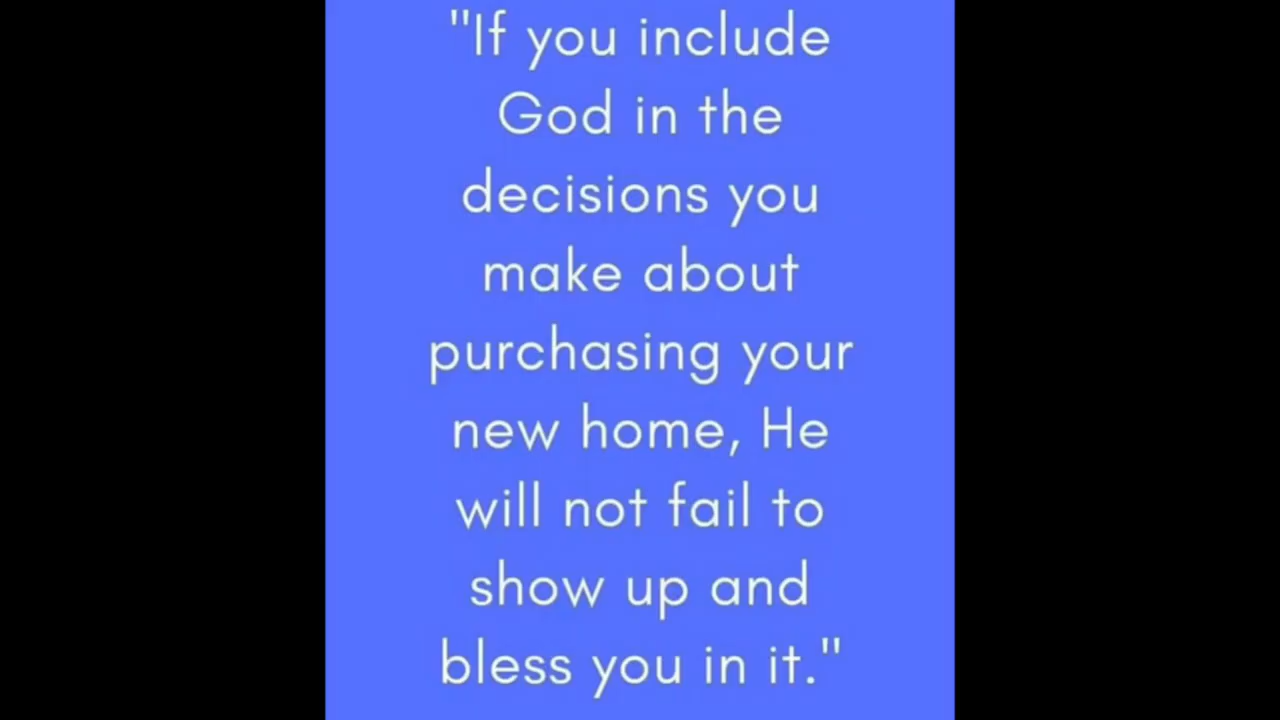 "If you include
God in the
decisions you
make about
purchasing your
new home, He
will not fail to
show up and
bless you in it."